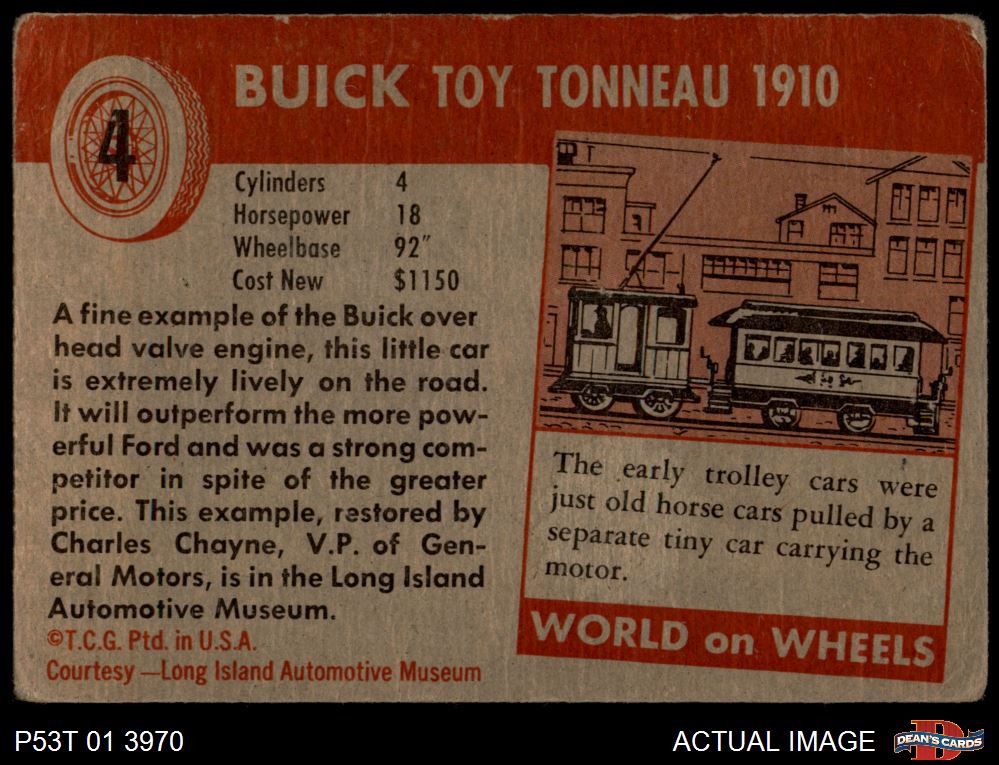 BUICK TOY TONNEAU 1910
4
Cylinders 4
Horsepower 18
Wheelbase 92"
Cost New $1150
A fine example of the Buick over
head valve engine, this little car
is extremely lively on the road.
It will outperform the more pow-
erful Ford and was a strong com-
petitor in spite of the greater
price. This example, restored by
Charles Chayne, V.P. of Gen-
eral Motors, is in the Long Island
Automotive Museum.
©T.C.G. Ptd. in U.S.A.
Courtesy—Long Island Automotive Museum
The early trolley cars were
just old horse cars pulled by a
separate tiny car carrying the
motor.
WORLD on WHEELS
P53T 01 3970
ACTUAL IMAGE
DEAN'S CARDS